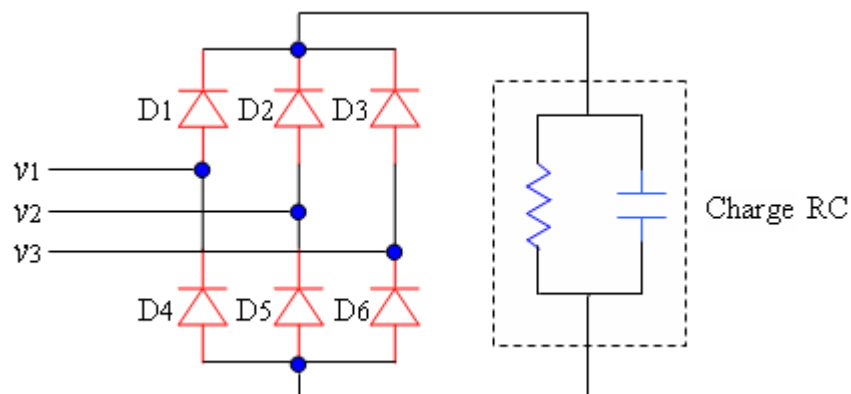 D1 D2 D3
v1
v2
v3
Charge RC
D4 D5 D6